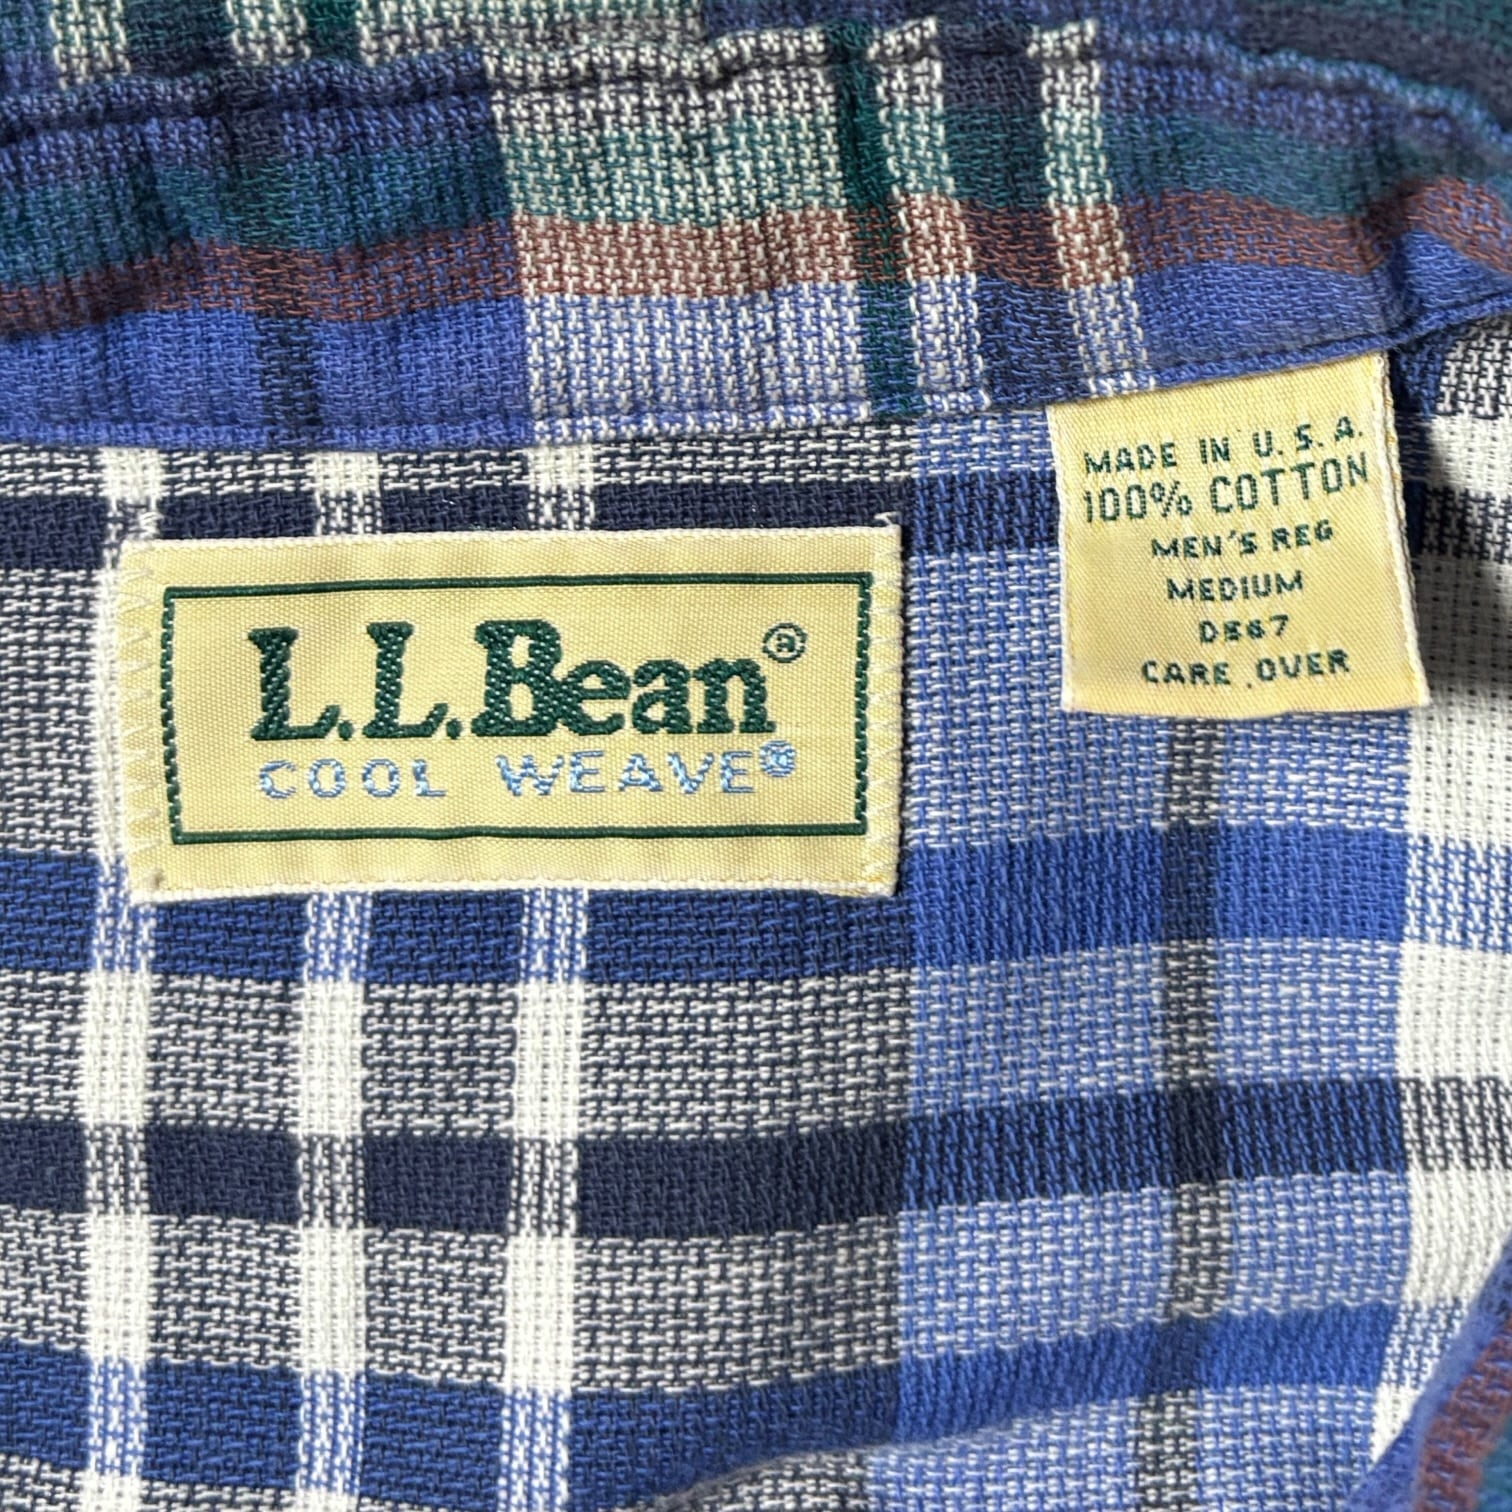 L.L.Bean®
COOL WEAVE®
MADE IN U.S.A.
100% COTTON
MEN'S REG
MEDIUM
DE67
CARE OVER